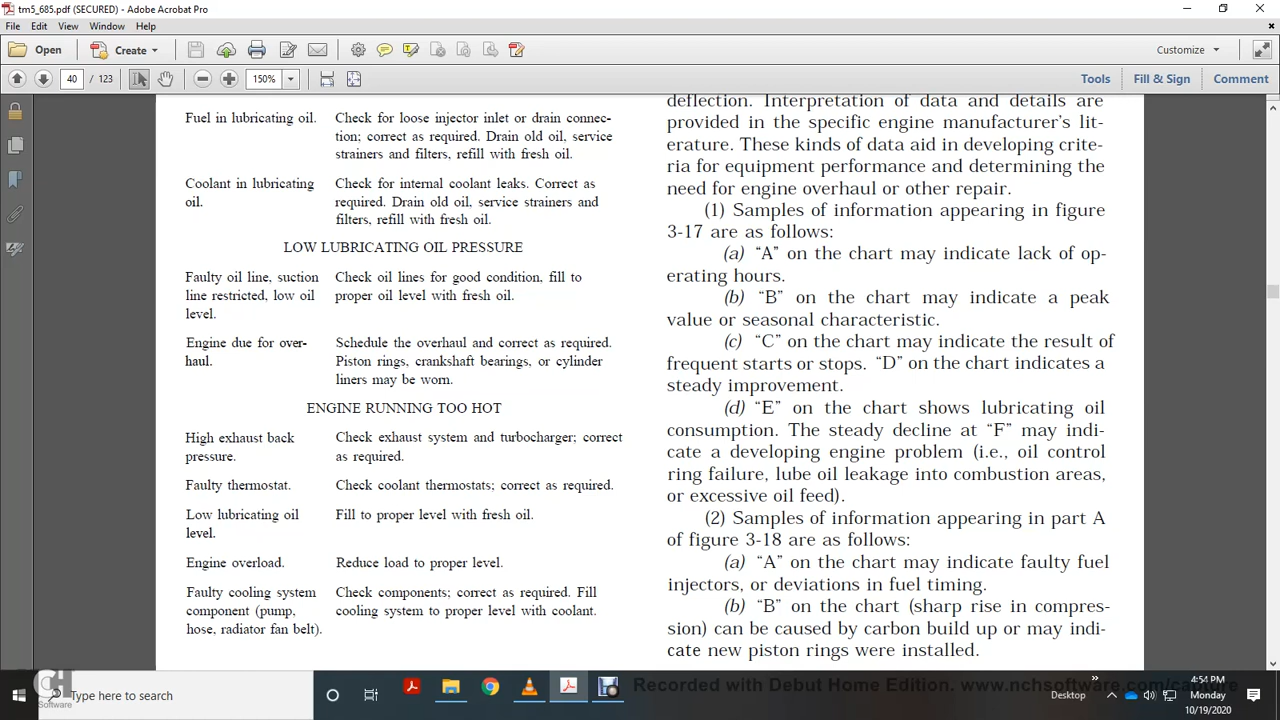 tm5_685.pdf (SECURED) - Adobe Acrobat Pro
File Edit View Window Help
Open Create Customize
40 / 123 150% Tools Fill & Sign Comment
Fuel in lubricating oil. Check for loose injector inlet or drain connec-
tion; correct as required. Drain old oil, service
strainers and filters, refill with fresh oil.
Coolant in lubricating Check for internal coolant leaks. Correct as
oil. required. Drain old oil, service strainers and
filters, refill with fresh oil.
LOW LUBRICATING OIL PRESSURE
Faulty oil line, suction Check oil lines for good condition, fill to
line restricted, low oil proper oil level with fresh oil.
level.
Engine due for over- Schedule the overhaul and correct as required.
haul. Piston rings, crankshaft bearings, or cylinder
liners may be worn.
ENGINE RUNNING TOO HOT
High exhaust back Check exhaust system and turbocharger; correct
pressure. as required.
Faulty thermostat. Check coolant thermostats; correct as required.
Low lubricating oil Fill to proper level with fresh oil.
level.
Engine overload. Reduce load to proper level.
Faulty cooling system Check components; correct as required. Fill
component (pump, cooling system to proper level with coolant.
hose, radiator fan belt).
deflection. Interpretation of data and details are
provided in the specific engine manufacturer's lit-
erature. These kinds of data aid in developing crite-
ria for equipment performance and determining the
need for engine overhaul or other repair.
(1) Samples of information appearing in figure
3-17 are as follows:
(a) “A” on the chart may indicate lack of op-
erating hours.
(b) “B” on the chart may indicate a peak
value or seasonal characteristic.
(c) “C” on the chart may indicate the result of
frequent starts or stops. “D” on the chart indicates a
steady improvement.
(d) “E” on the chart shows lubricating oil
consumption. The steady decline at “F” may indi-
cate a developing engine problem (i.e., oil control
ring failure, lube oil leakage into combustion areas,
or excessive oil feed).
(2) Samples of information appearing in part A
of figure 3-18 are as follows:
(a) “A” on the chart may indicate faulty fuel
injectors, or deviations in fuel timing.
(b) “B” on the chart (sharp rise in compres-
sion) can be caused by carbon build up or may indi-
cate new piston rings were installed.
CH
Software
Type here to search
Recorded with Debut Home Edition. www.nchsoftware.com/capture
Desktop
4:54 PM
Monday
10/19/2020